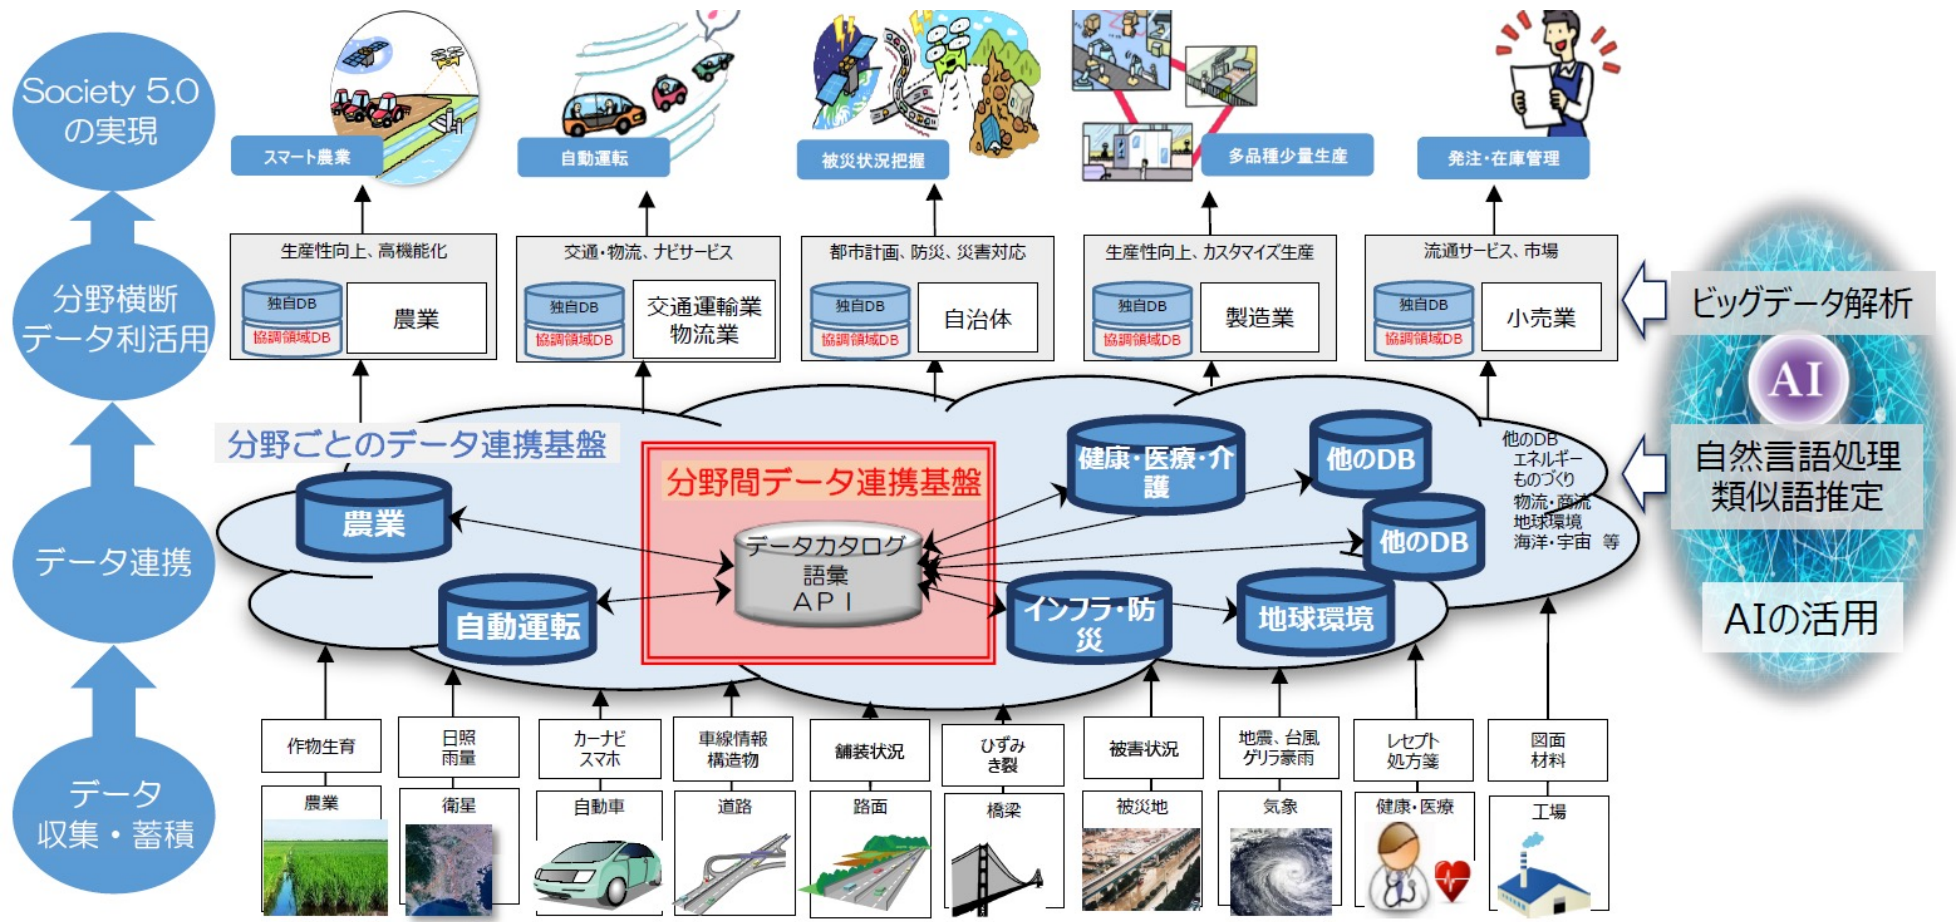 Society 5.0
の実現
スマート農業
自動運転
被災状況把握
多品種少量生産
発注・在庫管理
分野横断
データ利活用
生産性向上、高機能化
独自DB
協調領域DB
農業
交通・物流、ナビサービス
独自DB
協調領域DB
交通運輸業
物流業
都市計画、防災、災害対応
独自DB
協調領域DB
自治体
生産性向上、カスタマイズ生産
独自DB
協調領域DB
製造業
流通サービス、市場
独自DB
協調領域DB
小売業
ビッグデータ解析
AI
自然言語処理
類似語推定
AIの活用
データ連携
分野ごとのデータ連携基盤
分野間データ連携基盤
データカタログ
語彙
API
農業
自動運転
健康・医療・介
護
他のDB
他のDB
インフラ・防
災
地球環境
他のDB
エネルギー
ものづくり
物流・商流
地球環境
海洋・宇宙 等
データ
収集・蓄積
作物生育
日照
雨量
カーナビ
スマホ
車線情報
構造物
舗装状況
ひずみ
き裂
被害状況
地震、台風
ゲリラ豪雨
レセプト
処方箋
図面
材料
農業
衛星
自動車
道路
路面
橋梁
被災地
気象
健康・医療
工場